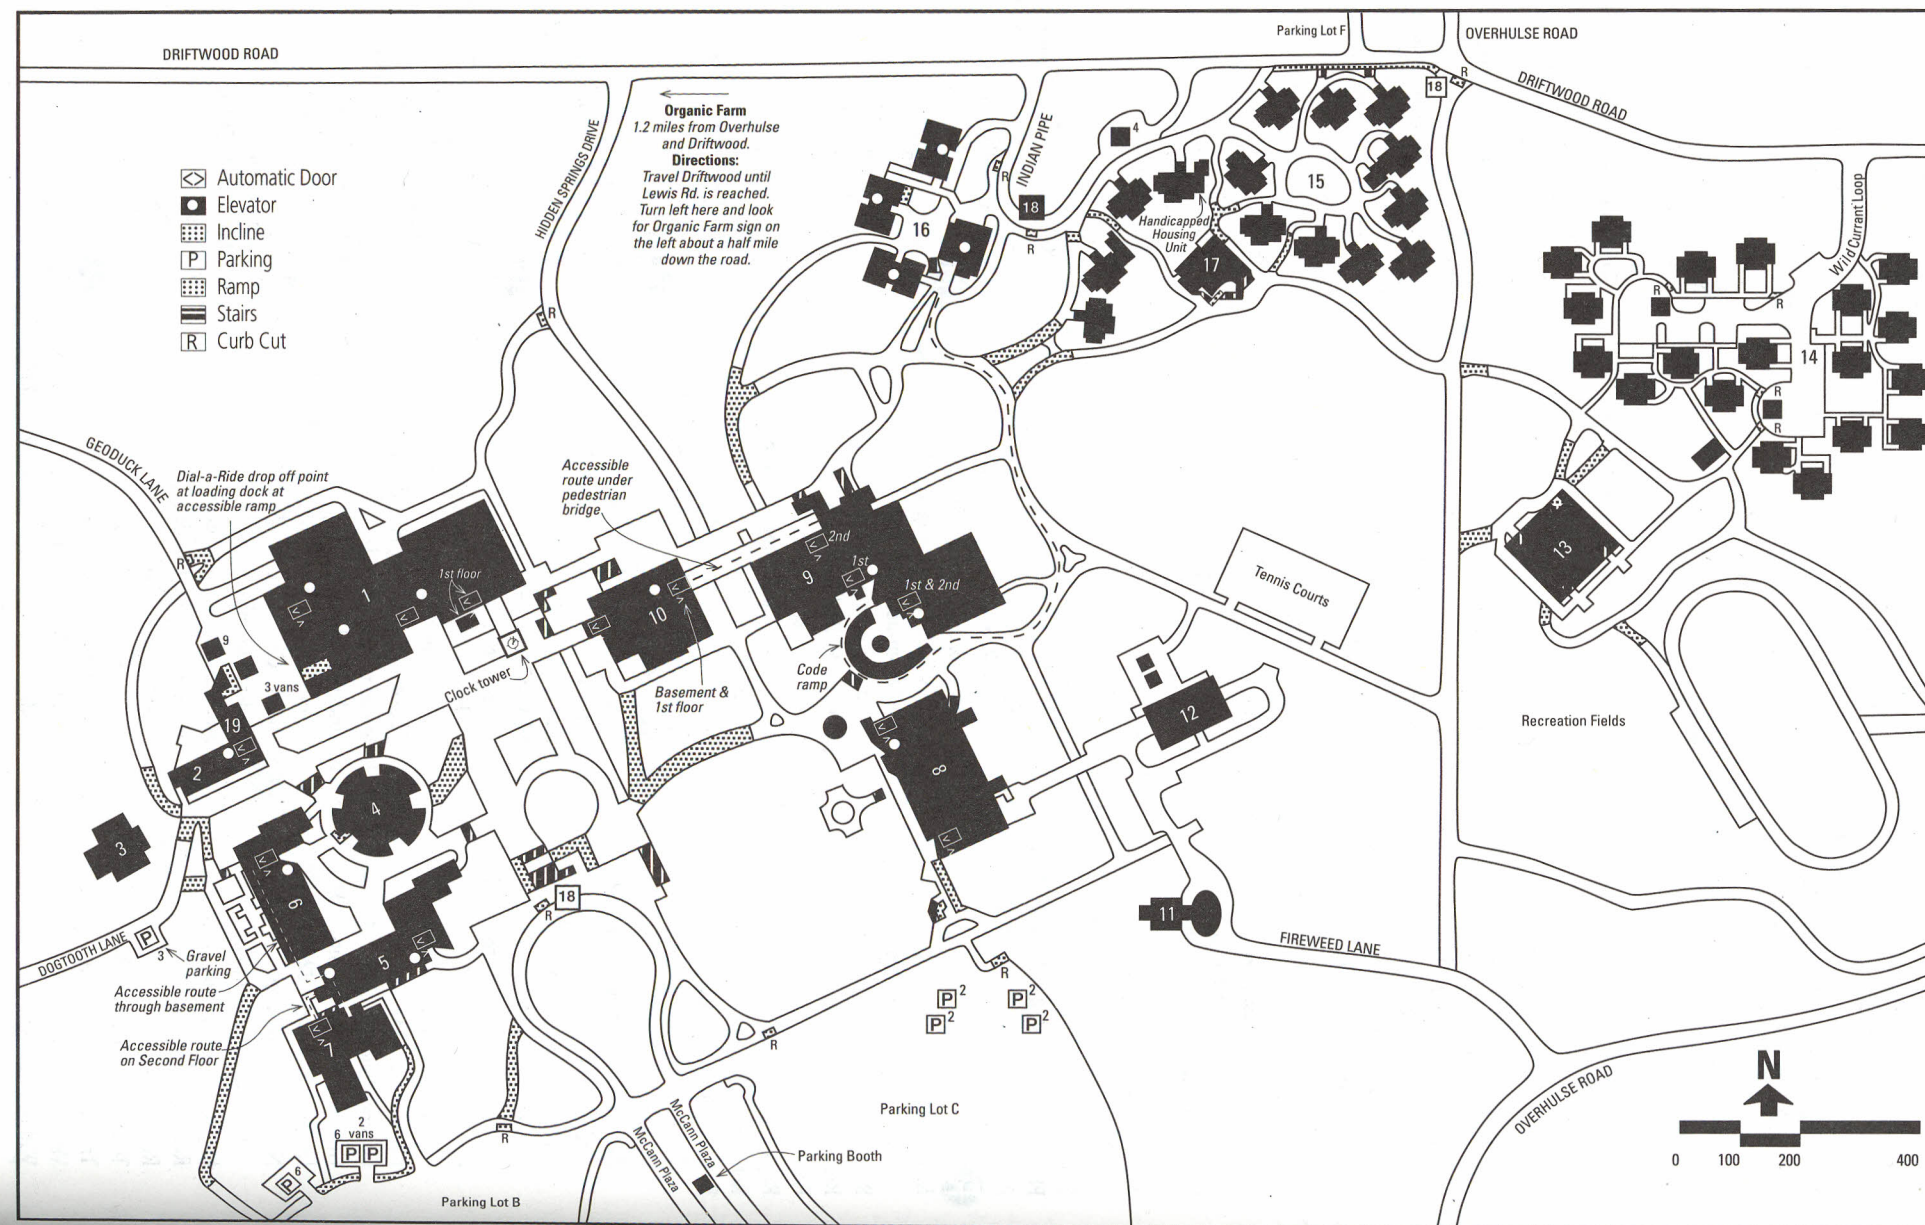 DRIFTWOOD ROAD
Parking Lot F
OVERHULSE ROAD
DRIFTWOOD ROAD
R
18
HIDDEN SPRINGS DRIVE
Organic Farm
1.2 miles from Overhulse
and Driftwood.
Directions:
Travel Driftwood until
Lewis Rd. is reached.
Turn left here and look
for Organic Farm sign on
the left about a half mile
down the road.
INDIAN PIPE
4
R
18
R
16
15
Handicapped
Housing
Unit
17
Wild Currant Loop
<> Automatic Door
Elevator
Incline
P Parking
Ramp
Stairs
R Curb Cut
R
R
R
14
R
R
GEODUCK LANE
Dial-a-Ride drop off point
at loading dock at
accessible ramp
Accessible
route under
pedestrian
bridge
R
1
1st floor
10
9
2nd
1st
1st & 2nd
13
Tennis Courts
9
3 vans
Clock tower
Basement &
1st floor
Code
ramp
19
2
12
Recreation Fields
3
4
8
6
18
R
11
FIREWEED LANE
DOGTOOTH LANE
P
3
Gravel
parking
5
Accessible route
through basement
R
P 2
P 2
P 2
P 2
Accessible route
on Second Floor
7
R
N
OVERHULSE ROAD
Parking Lot C
2
6 vans
P P
R
McCann Plaza
McCann Plaza
Parking Booth
6
P
Parking Lot B
0 100 200 400